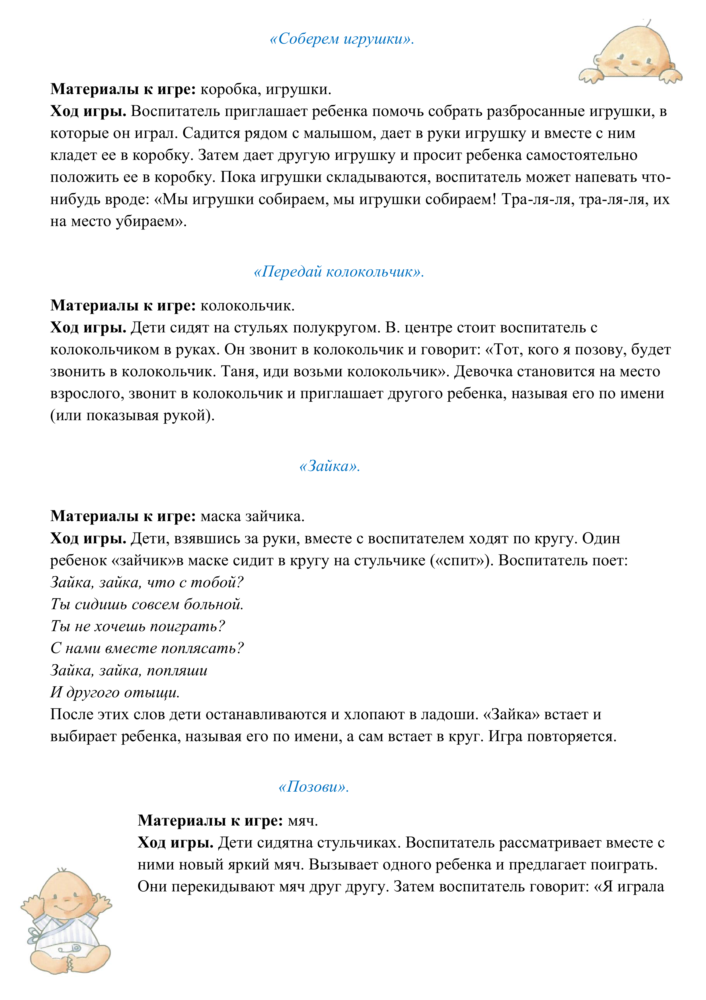 «Соберем игрушки».
Материалы к игре: коробка, игрушки.
Ход игры. Воспитатель приглашает ребенка помочь собрать разбросанные игрушки, в
которые он играл. Садится рядом с малышом, дает в руки игрушку и вместе с ним
кладет ее в коробку. Затем дает другую игрушку и просит ребенка самостоятельно
положить ее в коробку. Пока игрушки складываются, воспитатель может напевать что-
нибудь вроде: «Мы игрушки собираем, мы игрушки собираем! Тра-ля-ля, тра-ля-ля, их
на место убираем».
«Передай колокольчик».
Материалы к игре: колокольчик.
Ход игры. Дети сидят на стульях полукругом. В. центре стоит воспитатель с
колокольчиком в руках. Он звонит в колокольчик и говорит: «Тот, кого я позову, будет
звонить в колокольчик. Таня, иди возьми колокольчик». Девочка становится на место
взрослого, звонит в колокольчик и приглашает другого ребенка, называя его по имени
(или показывая рукой).
«Зайка».
Материалы к игре: маска зайчика.
Ход игры. Дети, взявшись за руки, вместе с воспитателем ходят по кругу. Один
ребенок «зайчик»в маске сидит в кругу на стульчике («спит»). Воспитатель поет:
Зайка, зайка, что с тобой?
Ты сидишь совсем больной.
Ты не хочешь поиграть?
С нами вместе поплясать?
Зайка, зайка, попляши
И другого отыщи.
После этих слов дети останавливаются и хлопают в ладоши. «Зайка» встает и
выбирает ребенка, называя его по имени, а сам встает в круг. Игра повторяется.
«Позови».
Материалы к игре: мяч.
Ход игры. Дети сидятна стульчиках. Воспитатель рассматривает вместе с
ними новый яркий мяч. Вызывает одного ребенка и предлагает поиграть.
Они перекидывают мяч друг другу. Затем воспитатель говорит: «Я играла